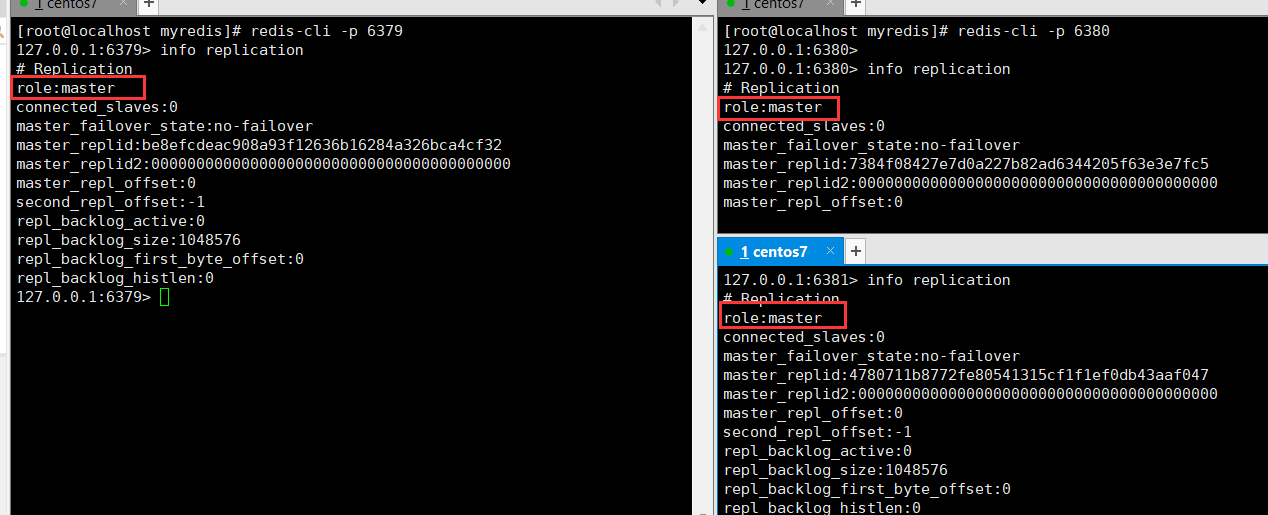 1 centos7
[root@localhost myredis]# redis-cli -p 6379
127.0.0.1:6379> info replication
# Replication
role:master
connected_slaves:0
master_failover_state:no-failover
master_replid:be8efcdeac908a93f12636b16284a326bca4cf32
master_replid2:0000000000000000000000000000000000000000
master_repl_offset:0
second_repl_offset:-1
repl_backlog_active:0
repl_backlog_size:1048576
repl_backlog_first_byte_offset:0
repl_backlog_histlen:0
127.0.0.1:6379>
1 centos7
[root@localhost myredis]# redis-cli -p 6380
127.0.0.1:6380>
127.0.0.1:6380> info replication
# Replication
role:master
connected_slaves:0
master_failover_state:no-failover
master_replid:7384f08427e7d0a227b82ad6344205f63e3e7fc5
master_replid2:0000000000000000000000000000000000000000
master_repl_offset:0
1 centos7
127.0.0.1:6381> info replication
# Replication
role:master
connected_slaves:0
master_failover_state:no-failover
master_replid:4780711b8772fe80541315cf1f1ef0db43aaf047
master_replid2:0000000000000000000000000000000000000000
master_repl_offset:0
second_repl_offset:-1
repl_backlog_active:0
repl_backlog_size:1048576
repl_backlog_first_byte_offset:0
repl_backlog_histlen:0